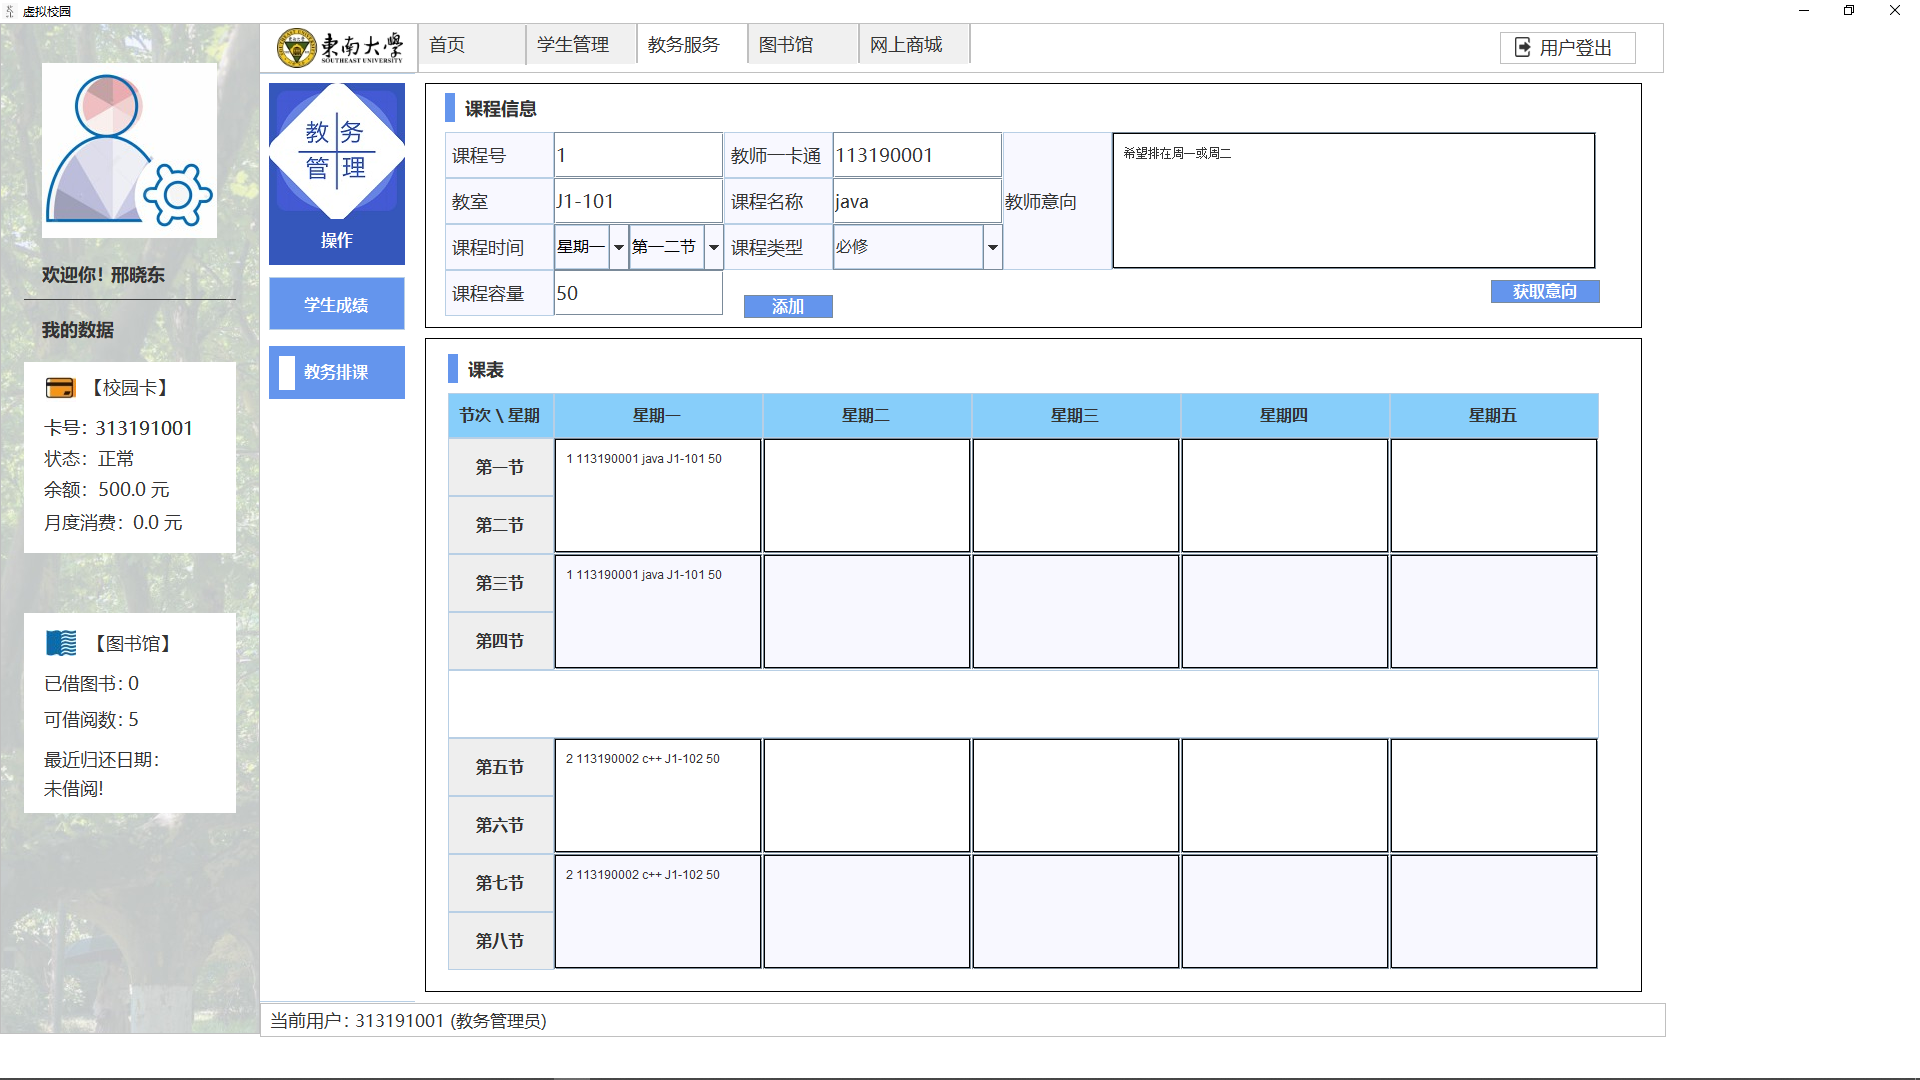 虚拟校园
東南大學
SOUTHEAST UNIVERSITY
首页
学生管理
教务服务
图书馆
网上商城
用户登出
欢迎你！邢晓东
我的数据
【校园卡】
卡号：313191001
状态：正常
余额：500.0 元
月度消费：0.0 元
【图书馆】
已借图书：0
可借阅数：5
最近归还日期：
未借阅!
教务
管理
操作
学生成绩
教务排课
课程信息
课程号 1 教师一卡通 113190001
教室 J1-101 课程名称 java 教师意向
希望排在周一或周二
课程时间 星期一 第一二节 课程类型 必修
课程容量 50
添加
获取意向
课表
节次 \ 星期 星期一 星期二 星期三 星期四 星期五
第一节 1 113190001 java J1-101 50
第二节
第三节 1 113190001 java J1-101 50
第四节
第五节 2 113190002 c++ J1-102 50
第六节
第七节 2 113190002 c++ J1-102 50
第八节
当前用户：313191001 (教务管理员)